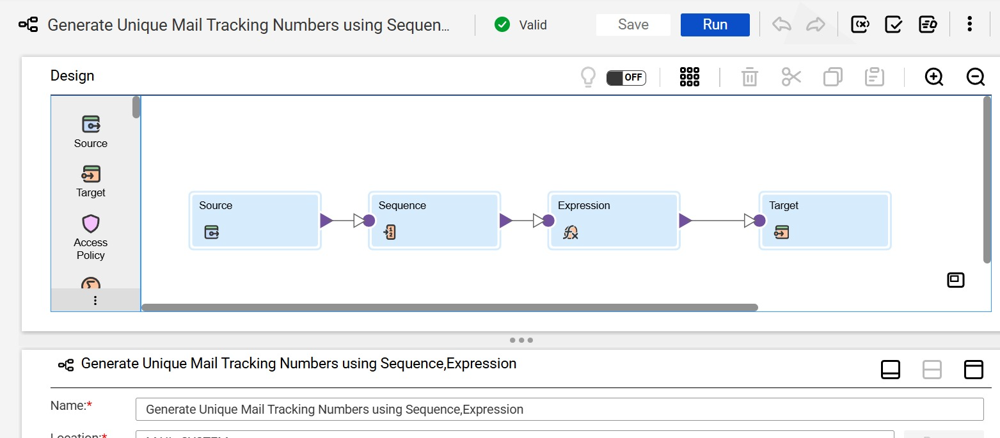 Generate Unique Mail Tracking Numbers using Sequen...
Valid
Save
Run
Design
OFF
Source
Target
Access
Policy
Source
Sequence
Expression
Target
Generate Unique Mail Tracking Numbers using Sequence,Expression
Name:*
Generate Unique Mail Tracking Numbers using Sequence,Expression
Location:*